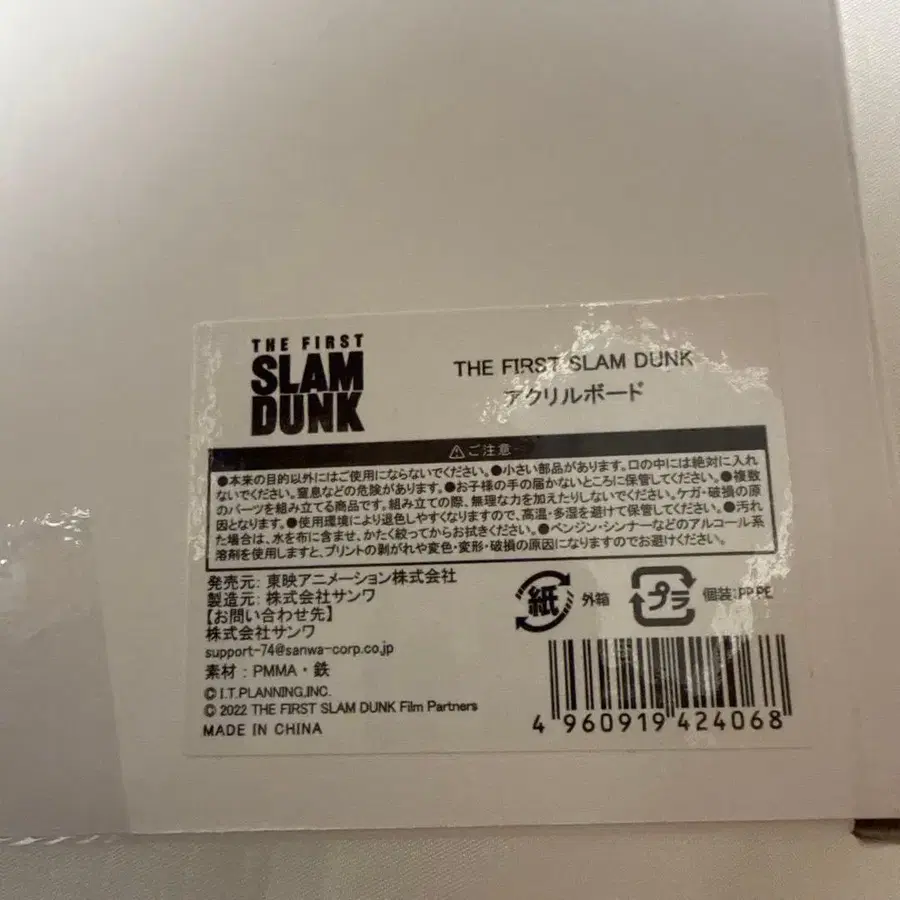 THE FIRST
SLAM
DUNK
THE FIRST SLAM DUNK
アクリルボード
⚠ご注意
●本来の目的以外にはご使用にならないでください。●小さい部品があります。口の中には絶対に入れ
ないでください。窒息などの危険があります。●お子様の手の届かないところに保管してください。●複数
のパーツを組み立てる商品です。組み立ての際、無理な力を加えたりしないでください。ケガ・破損の原
因となります。●使用環境により退色しやすくなりますので、高温・多湿を避けて保管してください。●汚れ
た場合は、水を布に含ませ、かたく絞ってからお拭きください。●ベンジン・シンナーなどのアルコール系
溶剤を使用しますと、プリントの剥がれや変色・変形・破損の原因になりますのでお避けください。
発売元: 東映アニメーション株式会社
製造元: 株式会社サンワ
【お問い合わせ先】
株式会社サンワ
support-74@sanwa-corp.co.jp
素材: PMMA・鉄
© I.T.PLANNING,INC.
© 2022 THE FIRST SLAM DUNK Film Partners
MADE IN CHINA
紙 外箱
プラ 個装:PP,PE
4 960919 424068